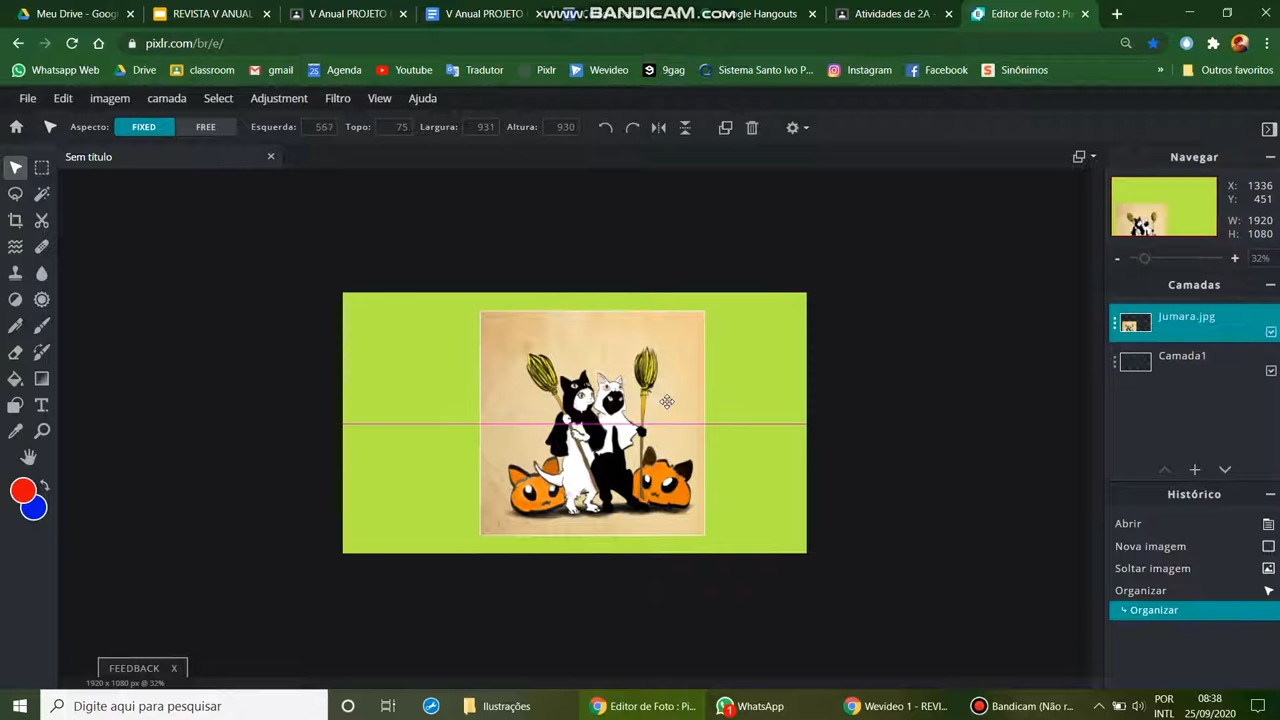 Meu Drive - Goog
REVISTA V ANUAL
V Anual PROJETO
V Anual PROJETO
www.BANDICAM.com
gle Hangouts
Atividades de 2A -
Editor de Foto : Pi
pixlr.com/br/e/
Whatsapp Web
Drive
classroom
gmail
Agenda
Youtube
Tradutor
Pixlr
Wevideo
9gag
Sistema Santo Ivo P...
Instagram
Facebook
Sinônimos
»
Outros favoritos
File Edit imagem camada Select Adjustment Filtro View Ajuda
Aspecto: FIXED FREE Esquerda: 567 Topo: 75 Largura: 931 Altura: 930
Sem título
Navegar
X: 1336
Y: 451
W: 1920
H: 1080
- + 32%
Camadas
Jumara.jpg
Camada1
Histórico
Abrir
Nova imagem
Soltar imagem
Organizar
Organizar
FEEDBACK X
1920 x 1080 px @ 32%
Digite aqui para pesquisar
Ilustrações
Editor de Foto : Pi...
1
WhatsApp
Wevideo 1 - REVI...
Bandicam (Não r...
POR
INTL
08:38
25/09/2020